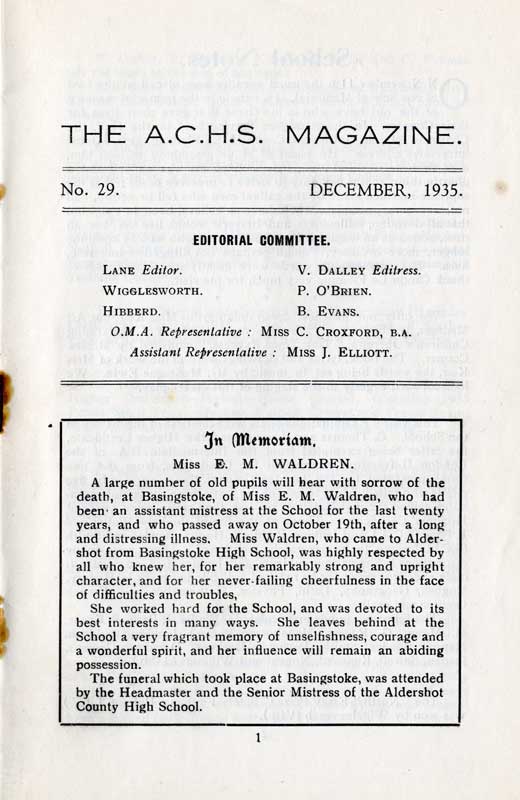 THE A.C.H.S. MAGAZINE.
No. 29. DECEMBER, 1935.
EDITORIAL COMMITTEE.
LANE Editor. V. DALLEY Editress.
WIGGLESWORTH. P. O'BRIEN.
HIBBERD. B. EVANS.
O.M.A. Representative : MISS C. CROXFORD, B.A.
Assistant Representative : MISS J. ELLIOTT.
In Memoriam.
Miss E. M. WALDREN.
A large number of old pupils will hear with sorrow of the
death, at Basingstoke, of Miss E. M. Waldren, who had
been an assistant mistress at the School for the last twenty
years, and who passed away on October 19th, after a long
and distressing illness. Miss Waldren, who came to Alder-
shot from Basingstoke High School, was highly respected by
all who knew her, for her remarkably strong and upright
character, and for her never-failing cheerfulness in the face
of difficulties and troubles,
She worked hard for the School, and was devoted to its
best interests in many ways. She leaves behind at the
School a very fragrant memory of unselfishness, courage and
a wonderful spirit, and her influence will remain an abiding
possession.
The funeral which took place at Basingstoke, was attended
by the Headmaster and the Senior Mistress of the Aldershot
County High School.
1